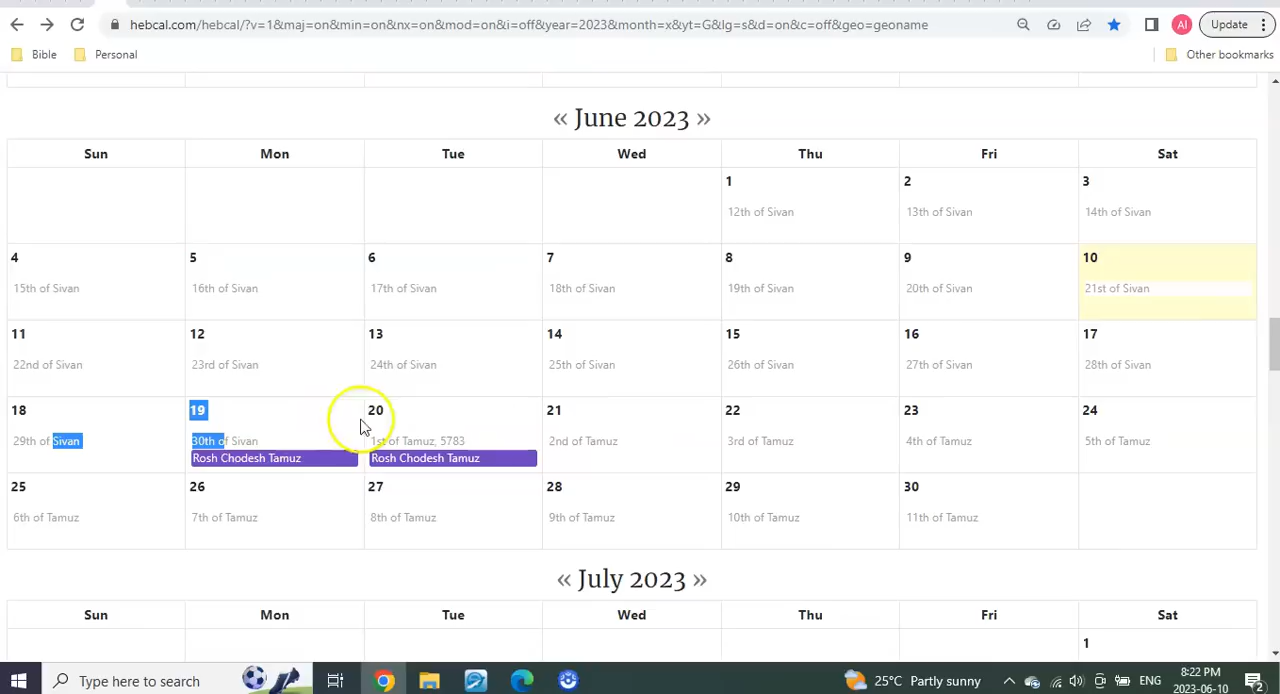 hebcal.com/hebcal/?v=1&maj=on&min=on&nx=on&mod=on&i=off&year=2023&month=x&yt=G&lg=s&d=on&c=off&geo=geoname
AI
Update
Bible
Personal
Other bookmarks
« June 2023 »
Sun Mon Tue Wed Thu Fri Sat
1 2 3
12th of Sivan 13th of Sivan 14th of Sivan
4 5 6 7 8 9 10
15th of Sivan 16th of Sivan 17th of Sivan 18th of Sivan 19th of Sivan 20th of Sivan 21st of Sivan
11 12 13 14 15 16 17
22nd of Sivan 23rd of Sivan 24th of Sivan 25th of Sivan 26th of Sivan 27th of Sivan 28th of Sivan
18 19 20 21 22 23 24
29th of Sivan 30th of Sivan 1st of Tamuz, 5783 2nd of Tamuz 3rd of Tamuz 4th of Tamuz 5th of Tamuz
Rosh Chodesh Tamuz Rosh Chodesh Tamuz
25 26 27 28 29 30
6th of Tamuz 7th of Tamuz 8th of Tamuz 9th of Tamuz 10th of Tamuz 11th of Tamuz
« July 2023 »
Sun Mon Tue Wed Thu Fri Sat
1
Type here to search
25°C Partly sunny
ENG
8:22 PM
2023-06-10
2